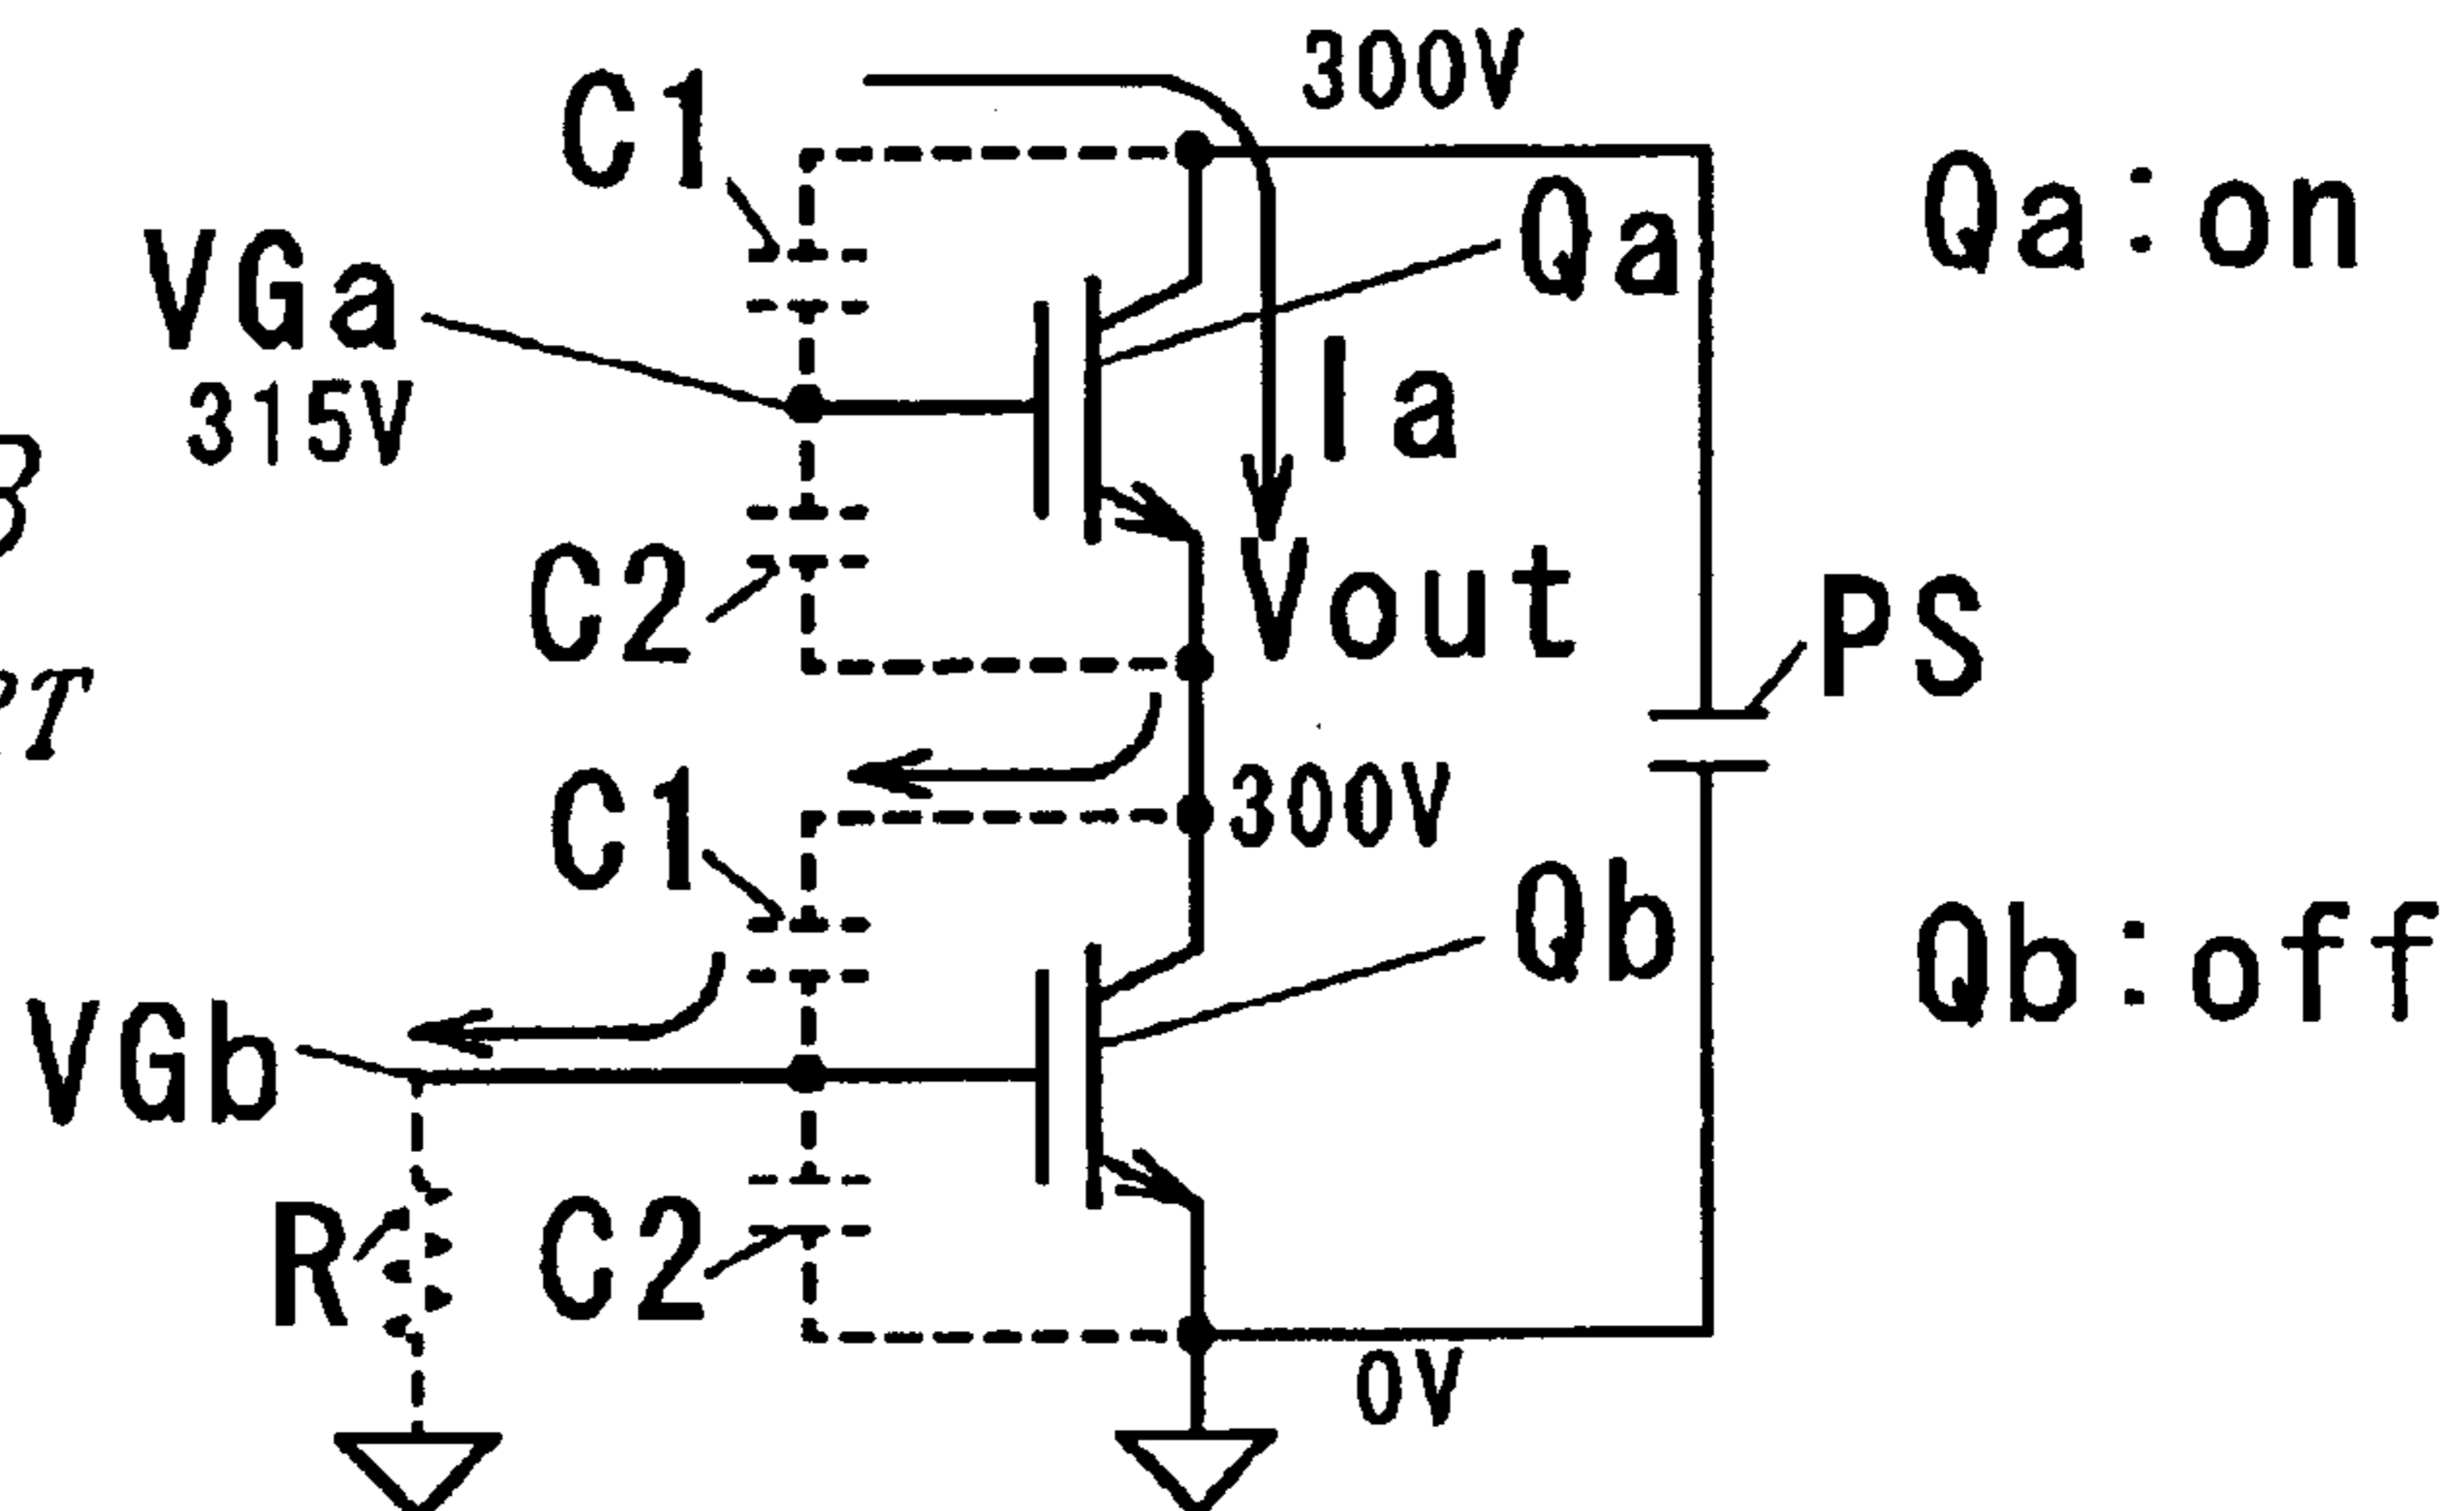 300V
C1
Qa
Qa:on
VGa
315V
Ia
Vout
C2
PS
C1
300V
Qb
Qb:off
VGb
R
C2
0V